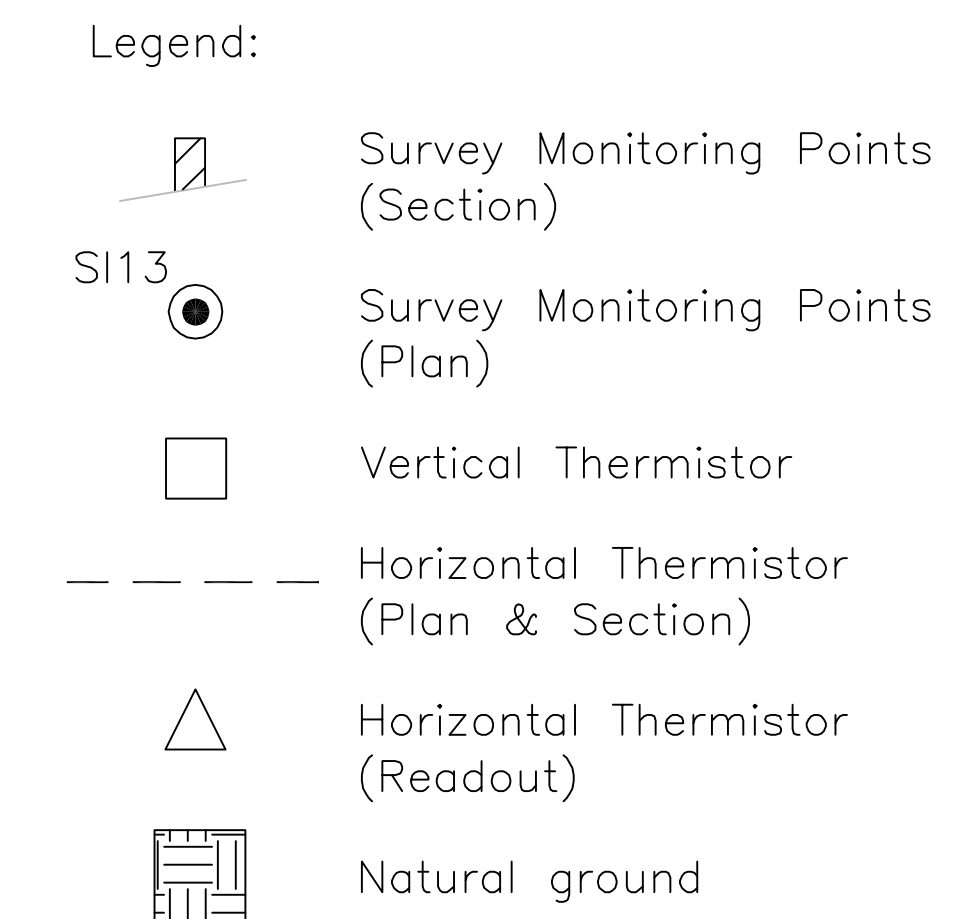 Legend:
Survey Monitoring Points
(Section)
SI13
Survey Monitoring Points
(Plan)
Vertical Thermistor
Horizontal Thermistor
(Plan & Section)
Horizontal Thermistor
(Readout)
Natural ground